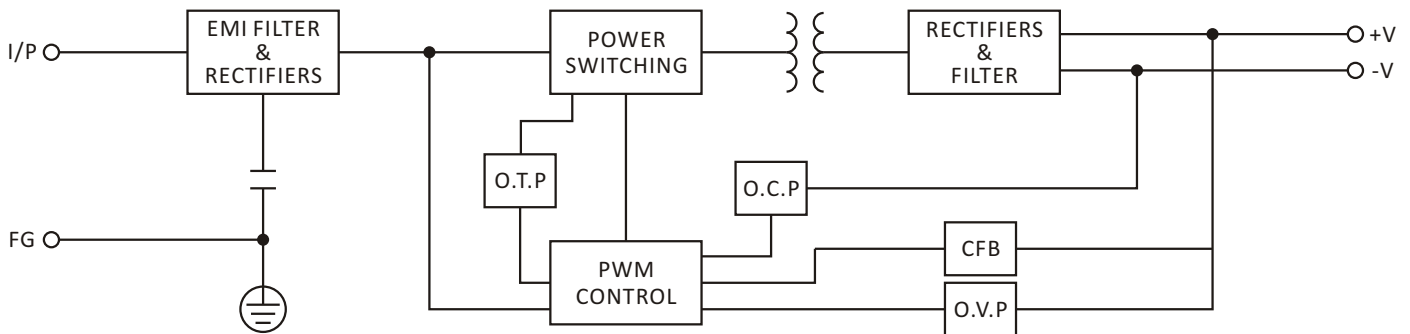 I/P
EMI FILTER
&
RECTIFIERS
POWER
SWITCHING
RECTIFIERS
&
FILTER
+V
-V
O.T.P
O.C.P
FG
PWM
CONTROL
CFB
O.V.P